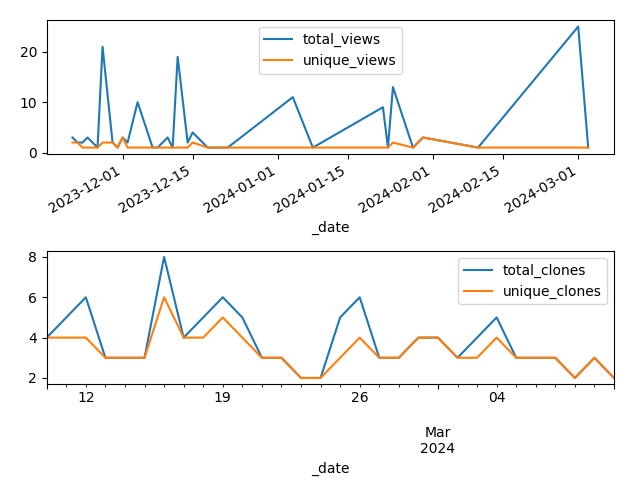 total_views
unique_views
20
10
0
2023-12-01
2023-12-15
2024-01-01
2024-01-15
2024-02-01
2024-02-15
2024-03-01
_date
total_clones
unique_clones
8
6
4
2
12
19
26
04
Mar
2024
_date